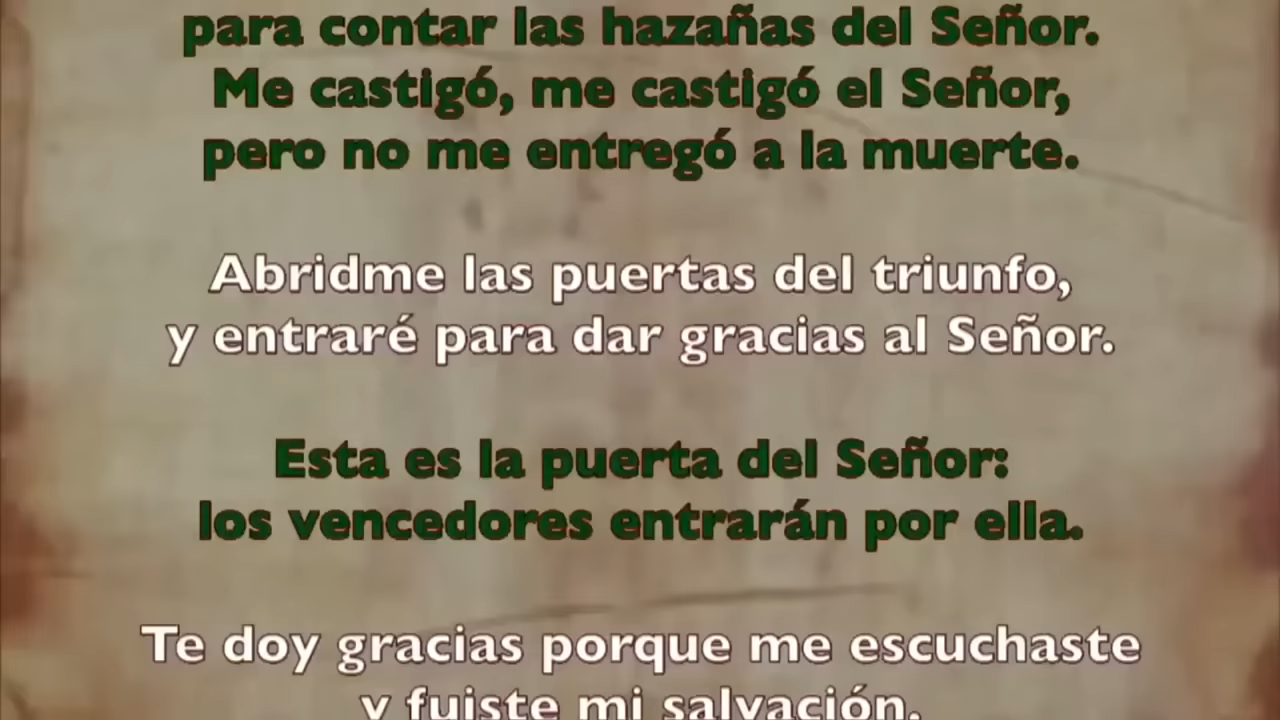 para contar las hazañas del Señor.
Me castigó, me castigó el Señor,
pero no me entregó a la muerte.
Abridme las puertas del triunfo,
y entraré para dar gracias al Señor.
Esta es la puerta del Señor:
los vencedores entrarán por ella.
Te doy gracias porque me escuchaste
y fuiste mi salvación.